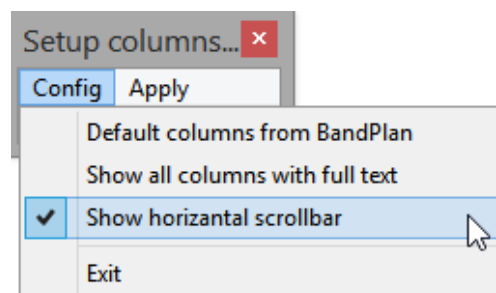 Setup columns...
Config Apply
Default columns from BandPlan
Show all columns with full text
Show horizantal scrollbar
Exit